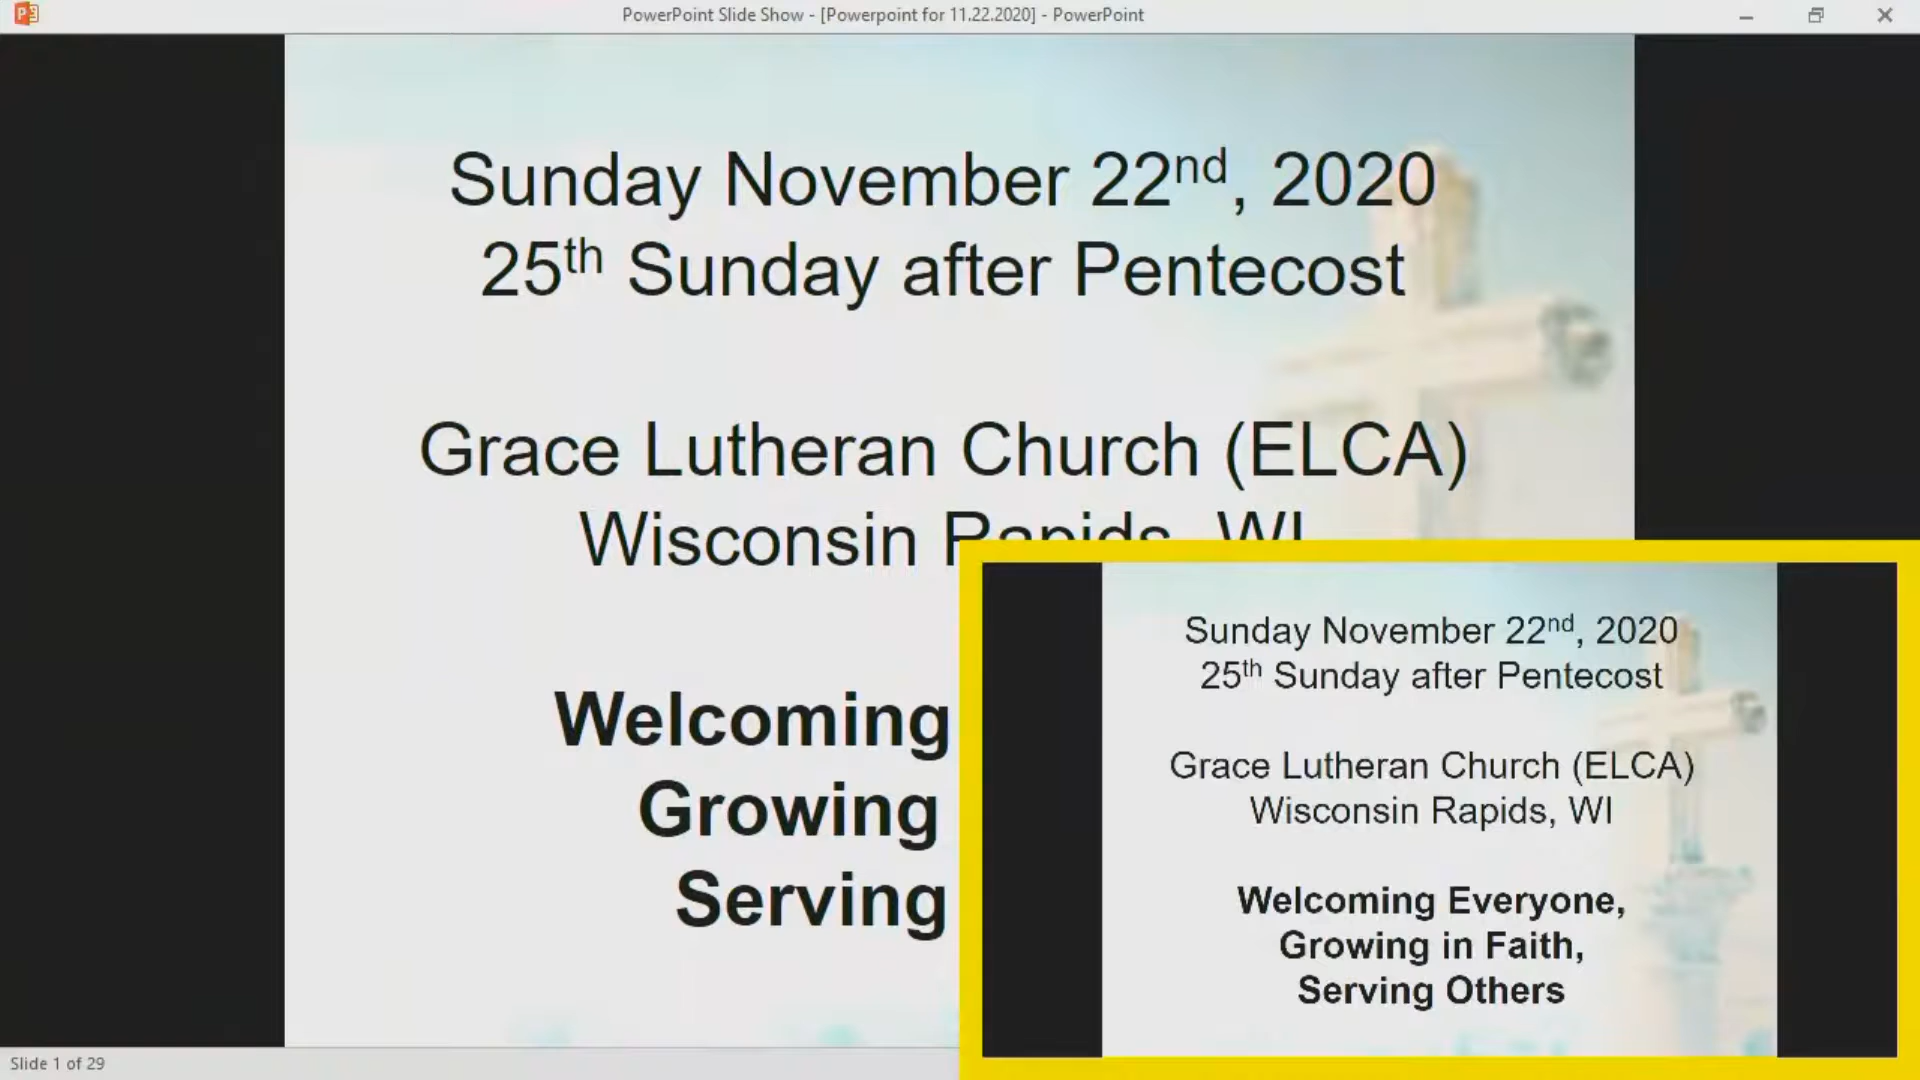 PowerPoint Slide Show - [Powerpoint for 11.22.2020] - PowerPoint
Sunday November 22nd, 2020
25th Sunday after Pentecost
Grace Lutheran Church (ELCA)
Wisconsin Rapids, WI
Welcoming
Growing
Serving
Sunday November 22nd, 2020
25th Sunday after Pentecost
Grace Lutheran Church (ELCA)
Wisconsin Rapids, WI
Welcoming Everyone,
Growing in Faith,
Serving Others
Slide 1 of 29